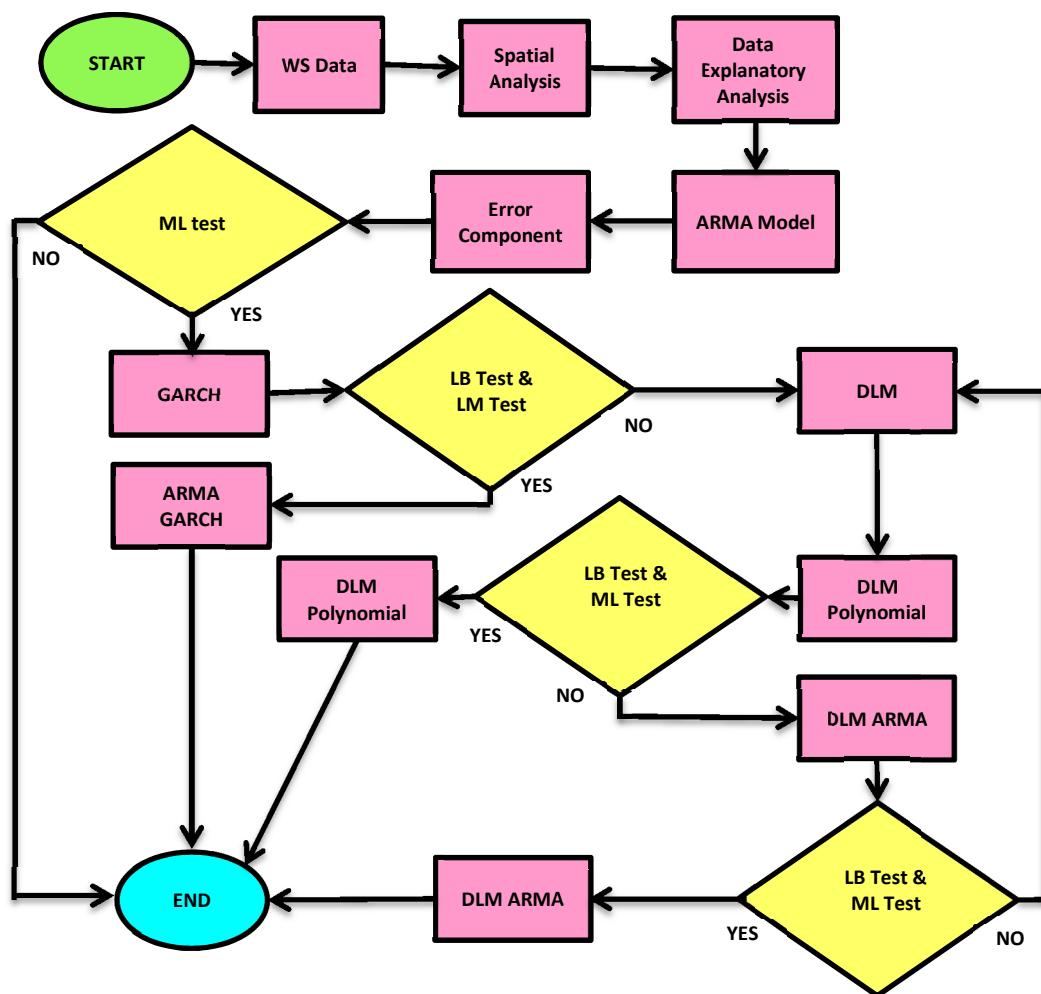 START
WS Data
Spatial
Analysis
Data
Explanatory
Analysis
ML test
Error
Component
ARMA Model
NO
YES
GARCH
LB Test &
LM Test
DLM
NO
YES
ARMA
GARCH
DLM
Polynomial
LB Test &
ML Test
DLM
Polynomial
YES
NO
DLM ARMA
END
DLM ARMA
LB Test &
ML Test
YES
NO